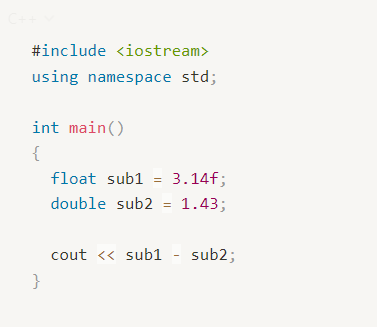 C++
#include <iostream>
using namespace std;
int main()
{
float sub1 = 3.14f;
double sub2 = 1.43;
cout << sub1 - sub2;
}